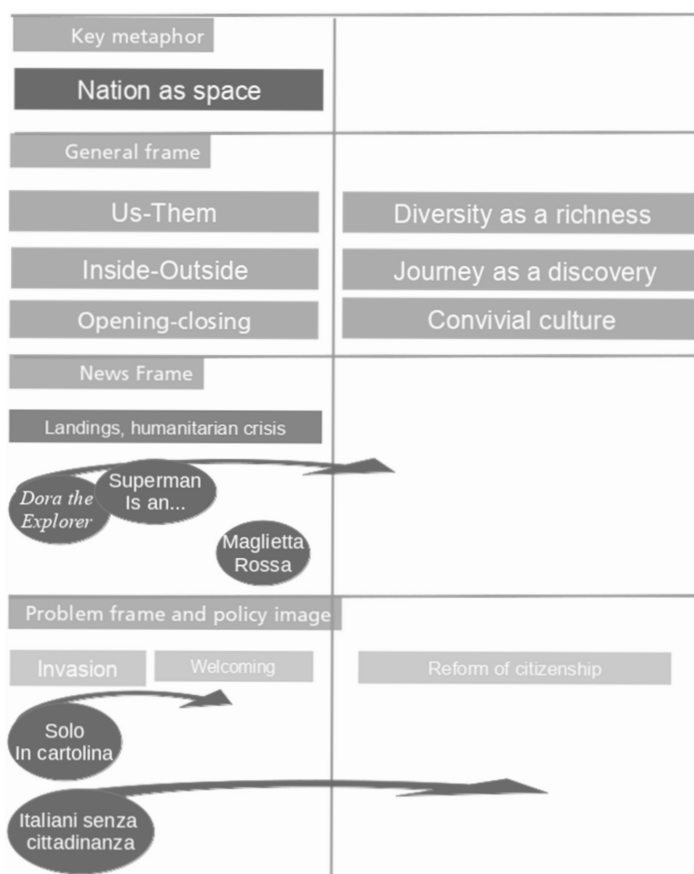 Key metaphor
Nation as space
General frame
Us-Them
Diversity as a richness
Inside-Outside
Journey as a discovery
Opening-closing
Convivial culture
News Frame
Landings, humanitarian crisis
Dora the
Explorer
Superman
Is an...
Maglietta
Rossa
Problem frame and policy image
Invasion
Welcoming
Reform of citizenship
Solo
In cartolina
Italiani senza
cittadinanza